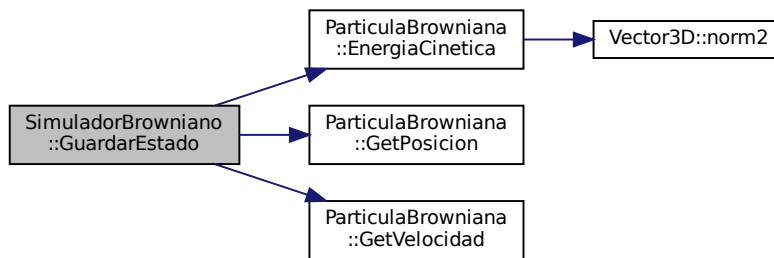 SimuladorBrowniano
::GuardarEstado
ParticulaBrowniana
::EnergiaCinetica
Vector3D::norm2
ParticulaBrowniana
::GetPosicion
ParticulaBrowniana
::GetVelocidad